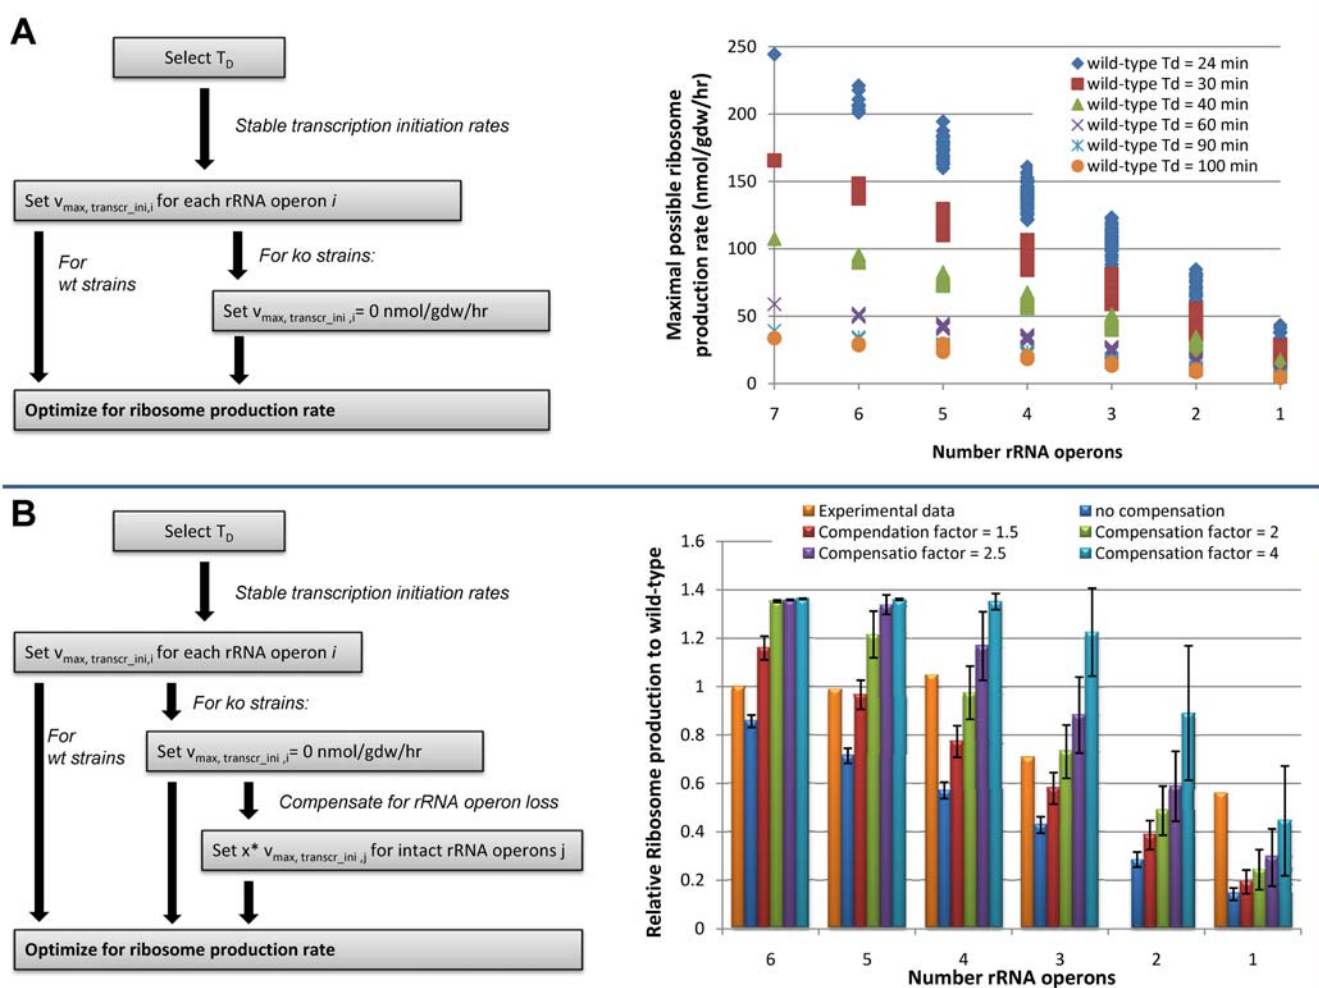 A
Select T_D
Stable transcription initiation rates
Set v_max, transcr_ini,i for each rRNA operon i
For
wt strains
For ko strains:
Set v_max, transcr_ini ,i= 0 nmol/gdw/hr
Optimize for ribosome production rate
Maximal possible ribosome
production rate (nmol/gdw/hr)
250
200
150
100
50
0
wild-type Td = 24 min
wild-type Td = 30 min
wild-type Td = 40 min
wild-type Td = 60 min
wild-type Td = 90 min
wild-type Td = 100 min
7 6 5 4 3 2 1
Number rRNA operons
B
Select T_D
Stable transcription initiation rates
Set v_max, transcr_ini,i for each rRNA operon i
For ko strains:
For
wt strains
Set v_max, transcr_ini ,i= 0 nmol/gdw/hr
Compensate for rRNA operon loss
Set x* v_max, transcr_ini ,j for intact rRNA operons j
Optimize for ribosome production rate
Experimental data no compensation
Compendation factor = 1.5 Compensation factor = 2
Compensatio factor = 2.5 Compensation factor = 4
Relative Ribosome production to wild-type
1.6
1.4
1.2
1
0.8
0.6
0.4
0.2
0
6 5 4 3 2 1
Number rRNA operons